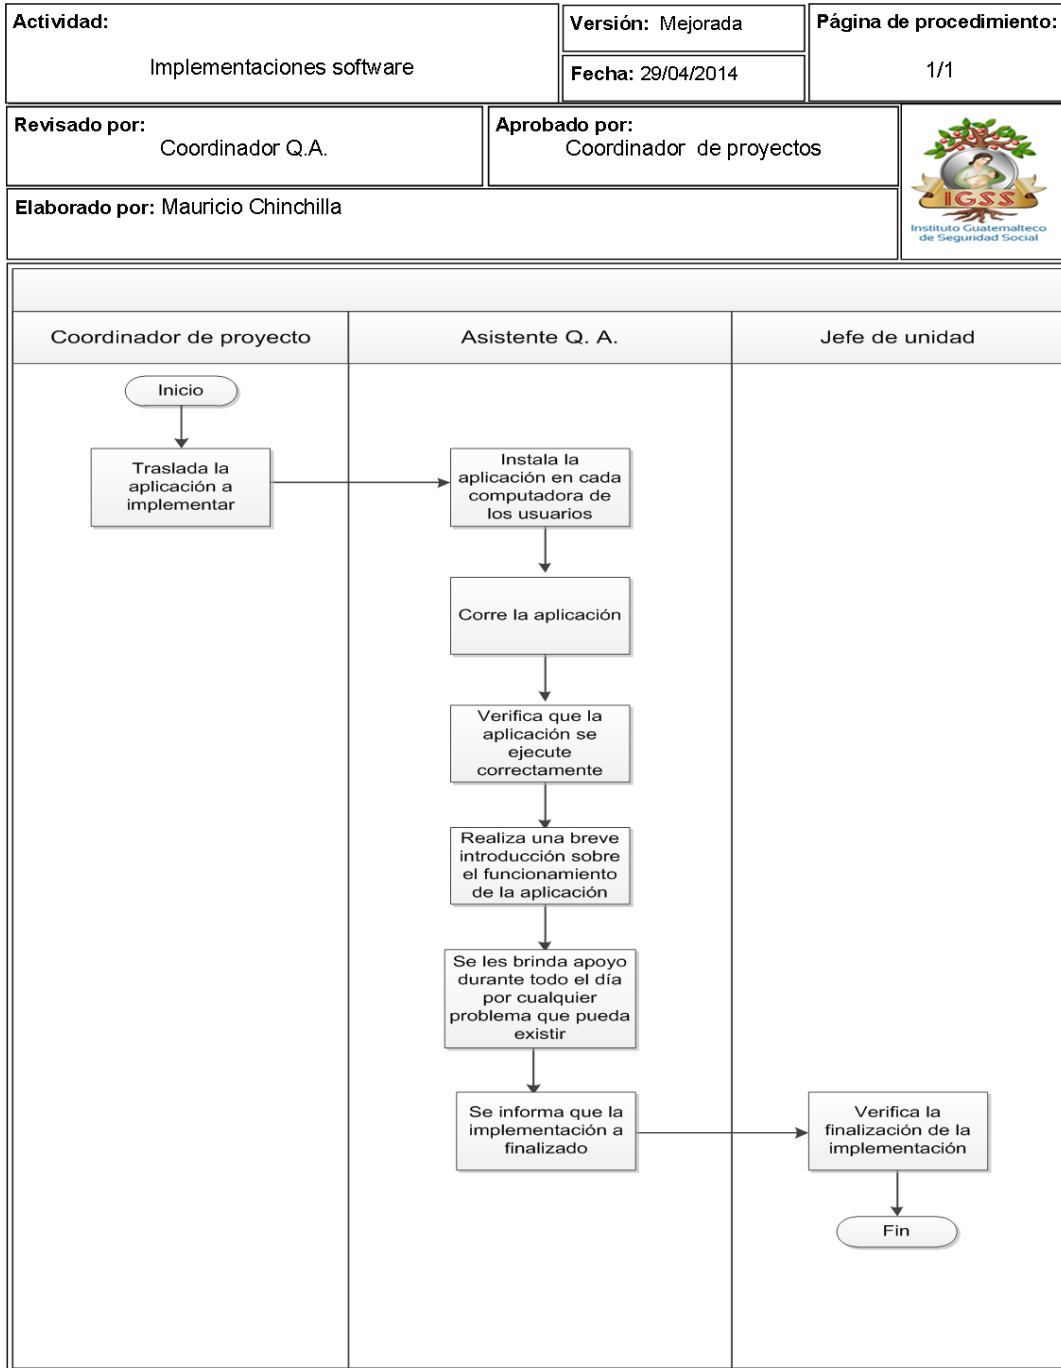 Actividad:
Implementaciones software
Versión: Mejorada
Fecha: 29/04/2014
Página de procedimiento:
1/1
Revisado por:
Coordinador Q.A.
Aprobado por:
Coordinador de proyectos
Elaborado por: Mauricio Chinchilla
IGSS
Instituto Guatemalteco
de Seguridad Social
Coordinador de proyecto
Asistente Q. A.
Jefe de unidad
Inicio
Traslada la
aplicación a
implementar
Instala la
aplicación en cada
computadora de
los usuarios
Corre la aplicación
Verifica que la
aplicación se
ejecute
correctamente
Realiza una breve
introducción sobre
el funcionamiento
de la aplicación
Se les brinda apoyo
durante todo el día
por cualquier
problema que pueda
existir
Se informa que la
implementación a
finalizado
Verifica la
finalización de la
implementación
Fin